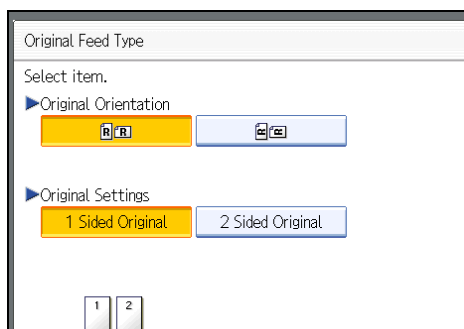 Original Feed Type
Select item.
▶Original Orientation
R R R R
▶Original Settings
1 Sided Original 2 Sided Original
1 2